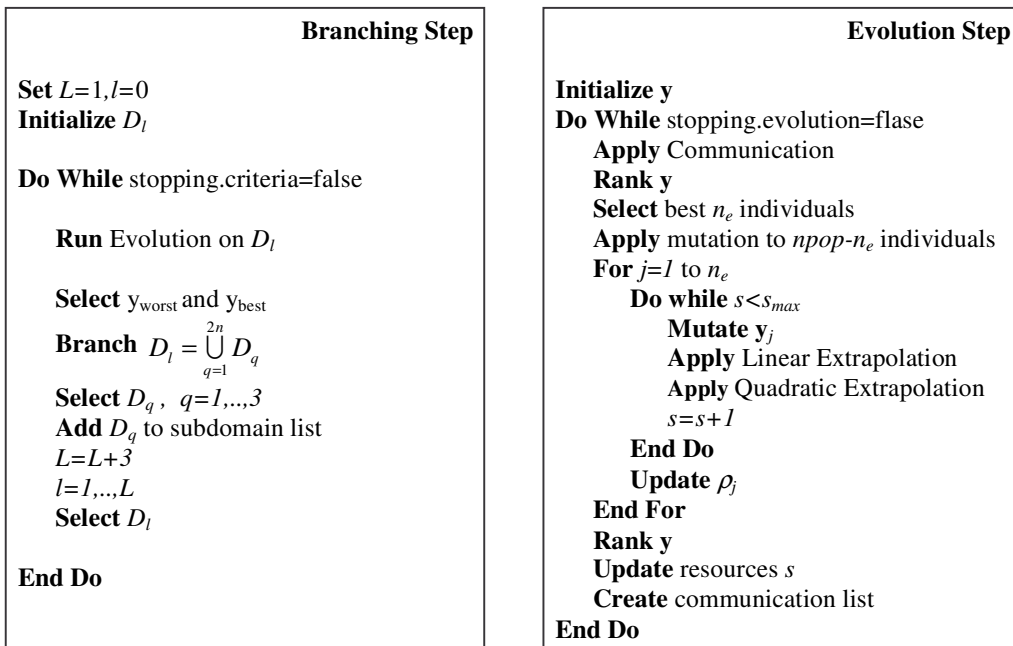 Branching Step
Set L=1,l=0
Initialize D_l
Do While stopping.criteria=false
Run Evolution on D_l
Select y_worst and y_best
Branch D_l = ⋃_{q=1}^{2n} D_q
Select D_q , q=1,..,3
Add D_q to subdomain list
L=L+3
l=1,..,L
Select D_l
End Do
Evolution Step
Initialize y
Do While stopping.evolution=flase
Apply Communication
Rank y
Select best n_e individuals
Apply mutation to npop-n_e individuals
For j=1 to n_e
Do while s<s_max
Mutate y_j
Apply Linear Extrapolation
Apply Quadratic Extrapolation
s=s+1
End Do
Update ρ_j
End For
Rank y
Update resources s
Create communication list
End Do